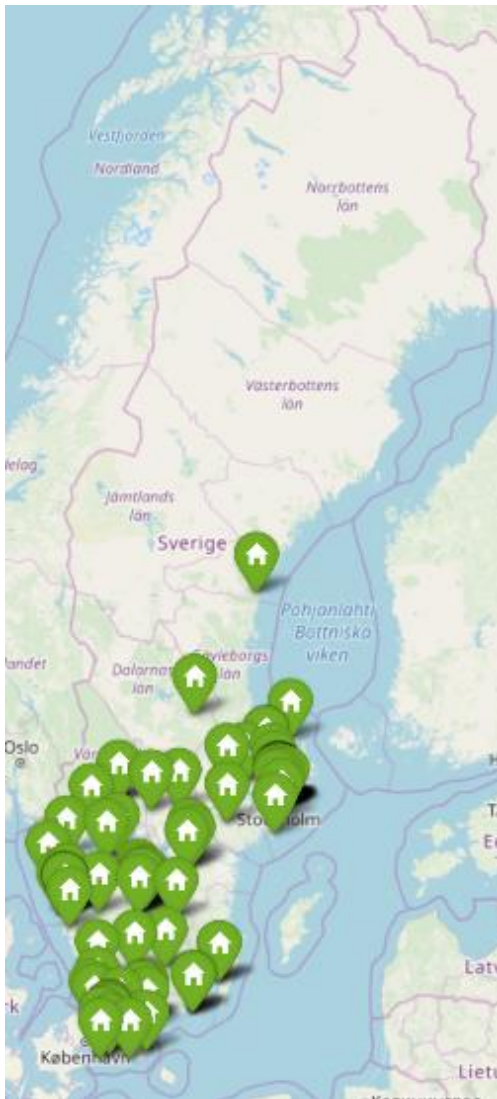 Vestfjorden
Nordland
Norrbottens
län
Västerbottens
län
Jämtlands
län
Sverige
Pohjanlahti
Bottniska
viken
Gävleborgs
län
Dalarnas
län
landet
Oslo
Stockholm
Latv
København
Lietu